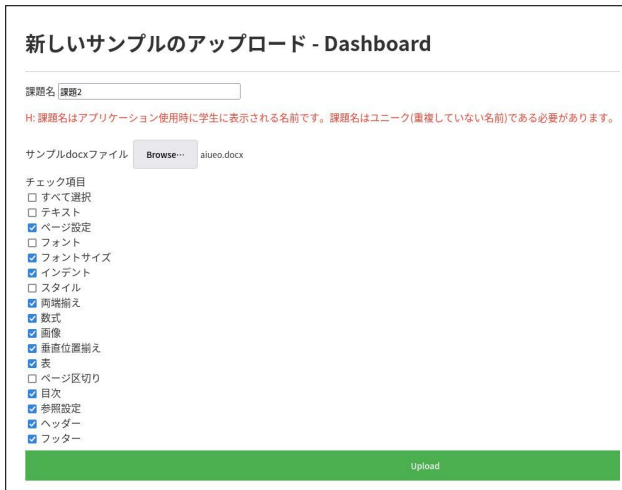 新しいサンプルのアップロード - Dashboard
課題名 課題2
H: 課題名はアプリケーション使用時に学生に表示される名前です。課題名はユニーク(重複していない名前)である必要があります。
サンプルdocxファイル Browse… aiueo.docx
チェック項目
すべて選択
テキスト
ページ設定
フォント
フォントサイズ
インデント
スタイル
両端揃え
数式
画像
垂直位置揃え
表
ページ区切り
目次
参照設定
ヘッダー
フッター
Upload